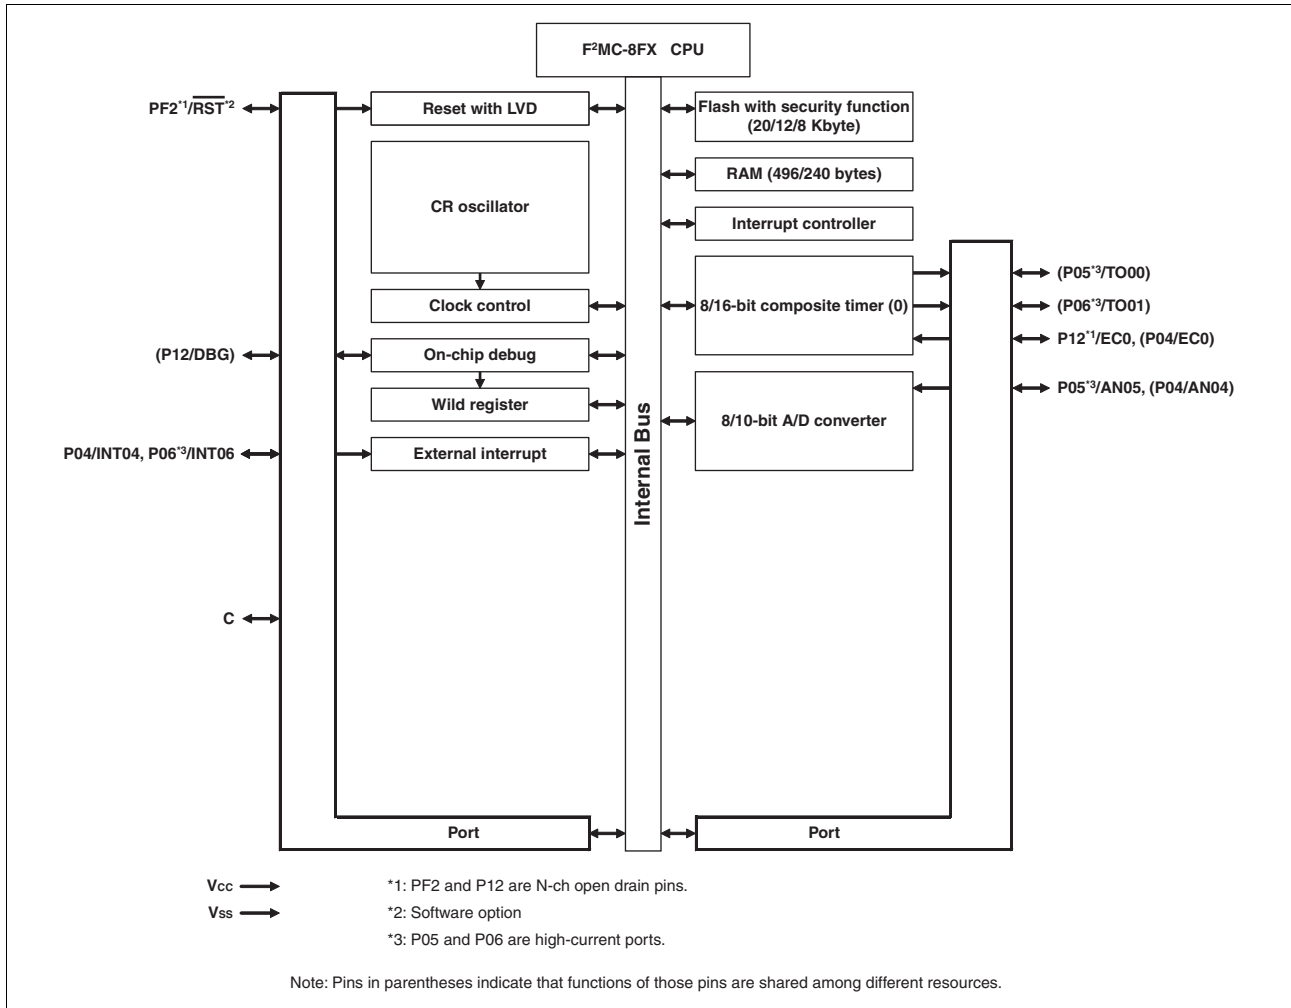 F²MC-8FX CPU
PF2*1/RST*2
Reset with LVD
Flash with security function
(20/12/8 Kbyte)
RAM (496/240 bytes)
CR oscillator
Interrupt controller
(P05*3/TO00)
Clock control
8/16-bit composite timer (0)
(P06*3/TO01)
P12*1/EC0, (P04/EC0)
(P12/DBG)
On-chip debug
P05*3/AN05, (P04/AN04)
Wild register
8/10-bit A/D converter
P04/INT04, P06*3/INT06
External interrupt
Internal Bus
C
Port
Port
Vcc
Vss
*1: PF2 and P12 are N-ch open drain pins.
*2: Software option
*3: P05 and P06 are high-current ports.
Note: Pins in parentheses indicate that functions of those pins are shared among different resources.